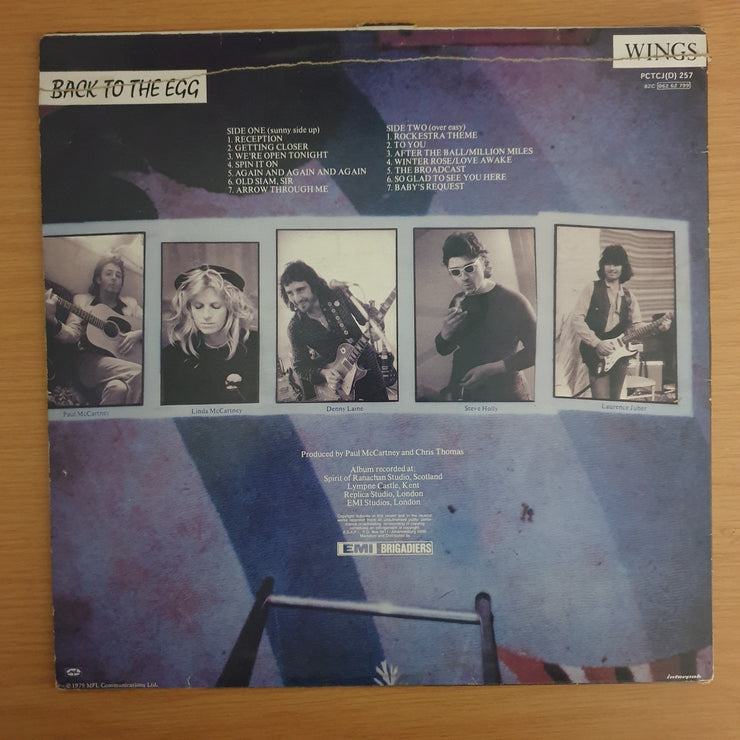 WINGS
PCTCJ(D) 257
BACK TO THE EGG
SIDE ONE (sunny side up)
1. RECEPTION
2. GETTING CLOSER
3. WE'RE OPEN TONIGHT
4. SPIN IT ON
5. AGAIN AND AGAIN AND AGAIN
6. OLD SIAM, SIR
7. ARROW THROUGH ME
SIDE TWO (over easy)
1. ROCKESTRA THEME
2. TO YOU
3. AFTER THE BALL/MILLION MILES
4. WINTER ROSE/LOVE AWAKE
5. THE BROADCAST
6. SO GLAD TO SEE YOU HERE
7. BABY'S REQUEST
Paul McCartney
Linda McCartney
Denny Laine
Steve Holly
Laurence Juber
Produced by Paul McCartney and Chris Thomas
Album recorded at:
Spirit of Ranachan Studio, Scotland
Lympne Castle, Kent
Replica Studio, London
EMI Studios, London
EMI BRIGADIERS
© 1979 MPL Communications Ltd.
interpak